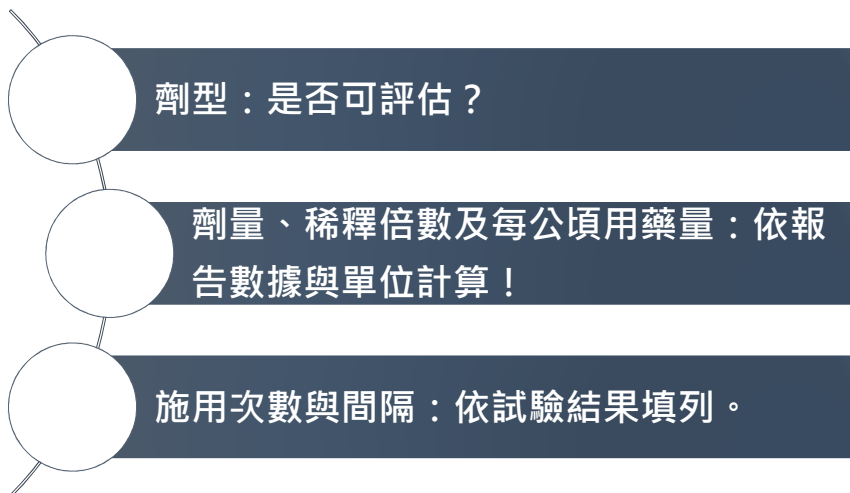 劑型：是否可評估？
劑量、稀釋倍數及每公頃用藥量：依報
告數據與單位計算！
施用次數與間隔：依試驗結果填列。